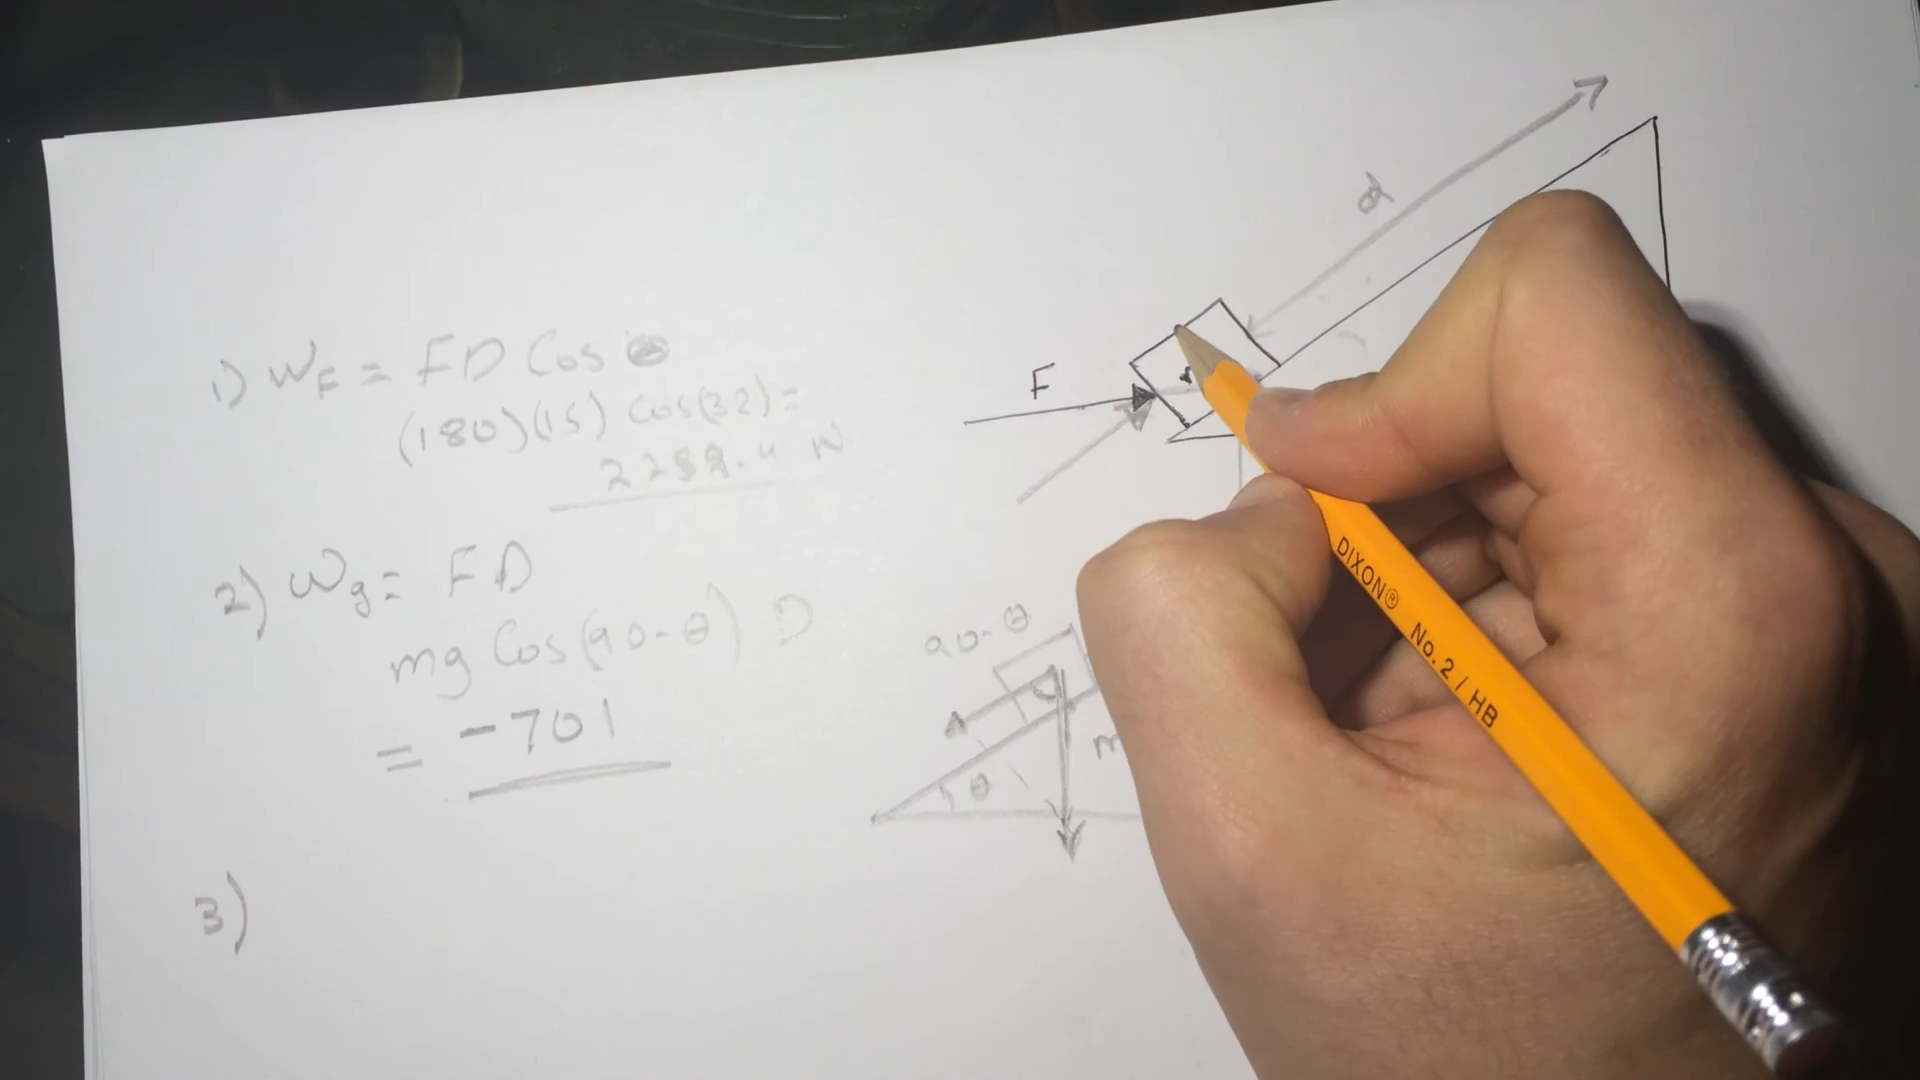 1) WF = FD Cos θ
(180)(15) Cos(32) =
2289.4 N
2) Wg = FD
mg Cos(90-θ) D
= -701
3)
d
F
90-θ
θ
m
DIXON® No. 2 / HB